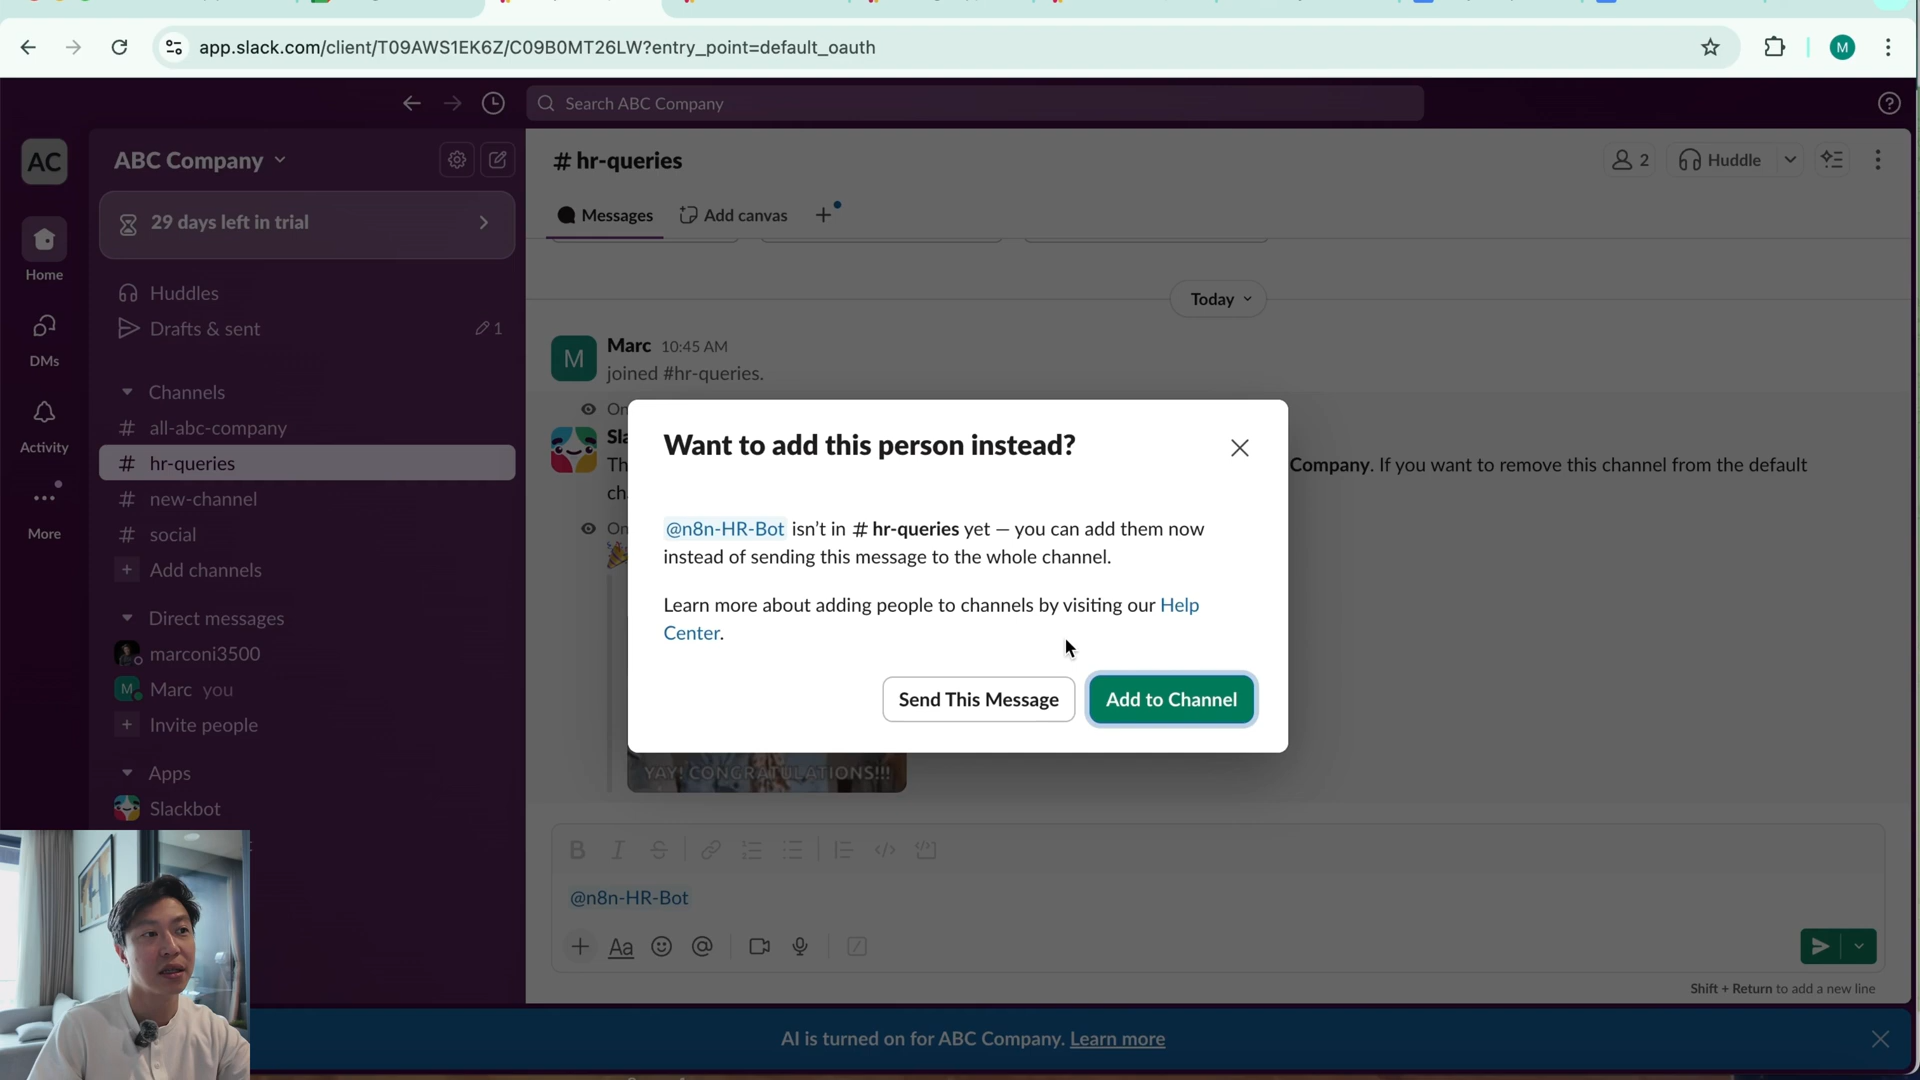 app.slack.com/client/T09AWS1EK6Z/C09B0MT26LW?entry_point=default_oauth
M
Search ABC Company
AC
ABC Company
# hr-queries
2
Huddle
Messages
Add canvas
29 days left in trial
Home
Huddles
Today
Drafts & sent
1
DMs
Marc 10:45 AM
M
joined #hr-queries.
Channels
On
# all-abc-company
Sla
Want to add this person instead?
Activity
# hr-queries
Th
Company. If you want to remove this channel from the default
ch
# new-channel
On
@n8n-HR-Bot isn't in # hr-queries yet — you can add them now
instead of sending this message to the whole channel.
More
# social
Add channels
Learn more about adding people to channels by visiting our Help
Center.
Direct messages
marconi3500
M
Marc you
Send This Message
Add to Channel
Invite people
Apps
YAY! CONGRATULATIONS!!!
Slackbot
@n8n-HR-Bot
Aa
Shift + Return to add a new line
AI is turned on for ABC Company. Learn more